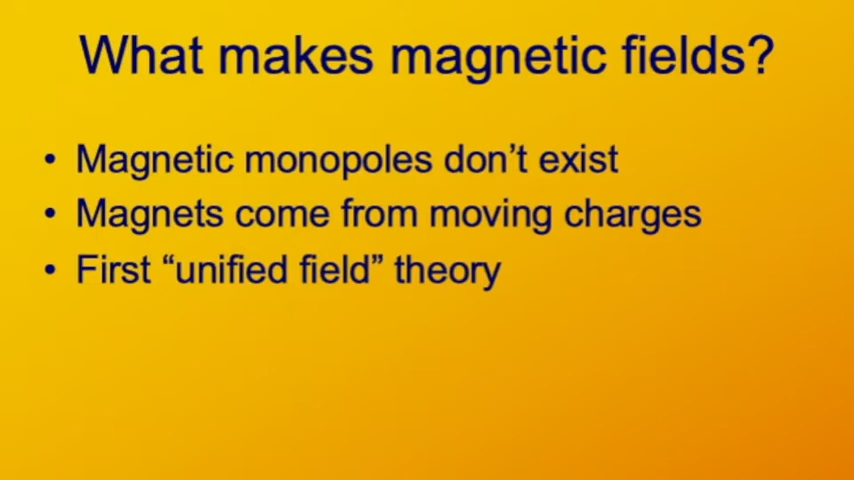 What makes magnetic fields?
• Magnetic monopoles don’t exist
• Magnets come from moving charges
• First “unified field” theory